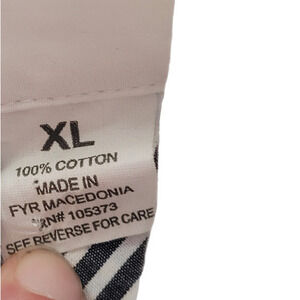 XL
100% COTTON
MADE IN
FYR MACEDONIA
RN# 105373
SEE REVERSE FOR CARE